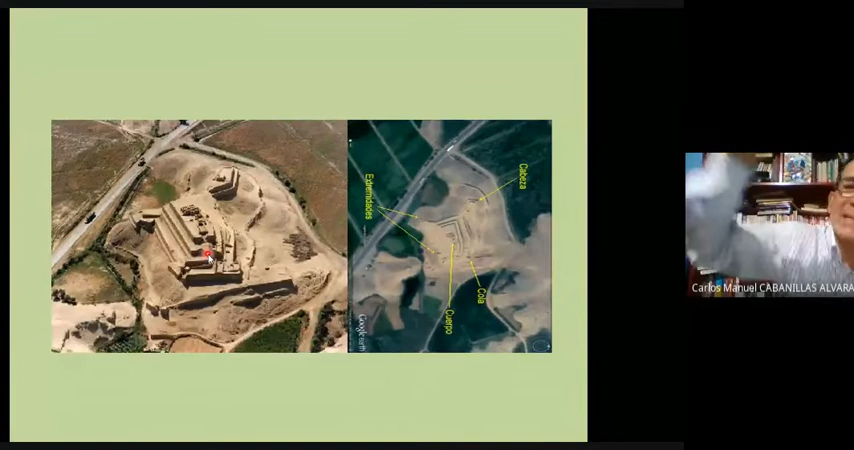 Cabeza
Extremidades
Cola
Cuerpo
Google earth
Carlos Manuel CABANILLAS ALVARA